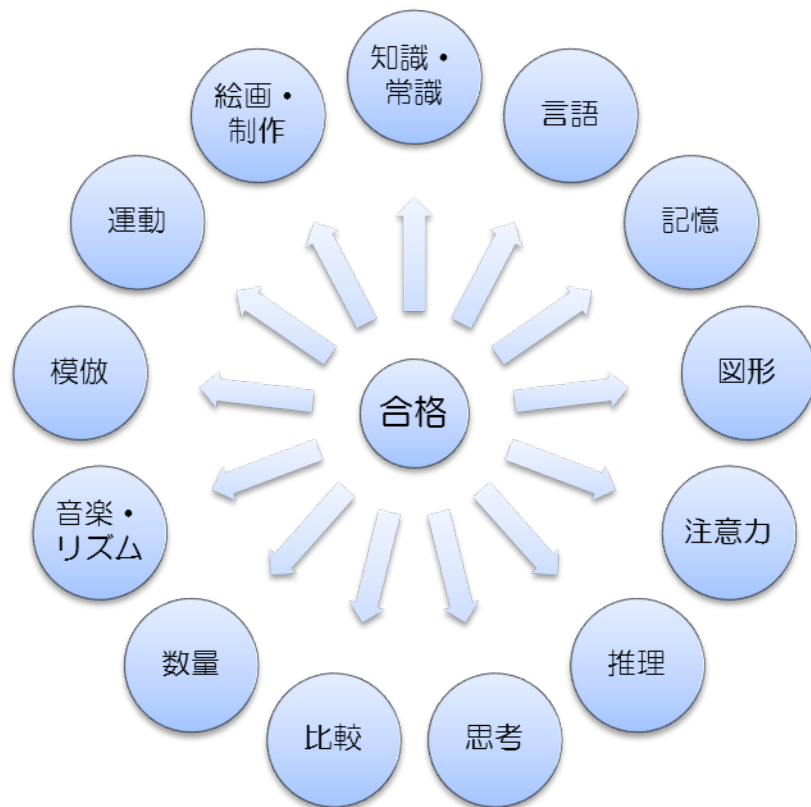 知識・
常識
言語
記憶
図形
注意力
推理
思考
比較
数量
音楽・
リズム
模倣
運動
絵画・
制作
合格